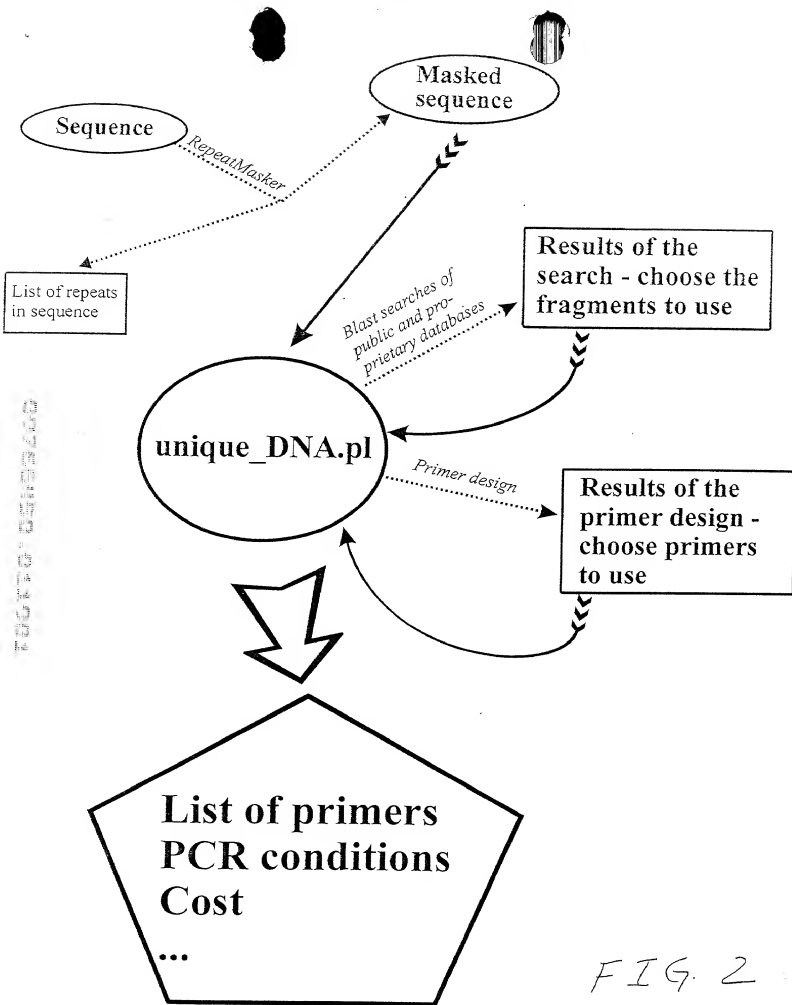 Masked
sequence
Sequence
RepeatMasker
List of repeats
in sequence
Results of the
search - choose the
fragments to use
Blast searches of
public and pro-
prietary databases
unique_DNA.pl
Primer design
Results of the
primer design -
choose primers
to use
List of primers
PCR conditions
Cost
...
FIG. 2